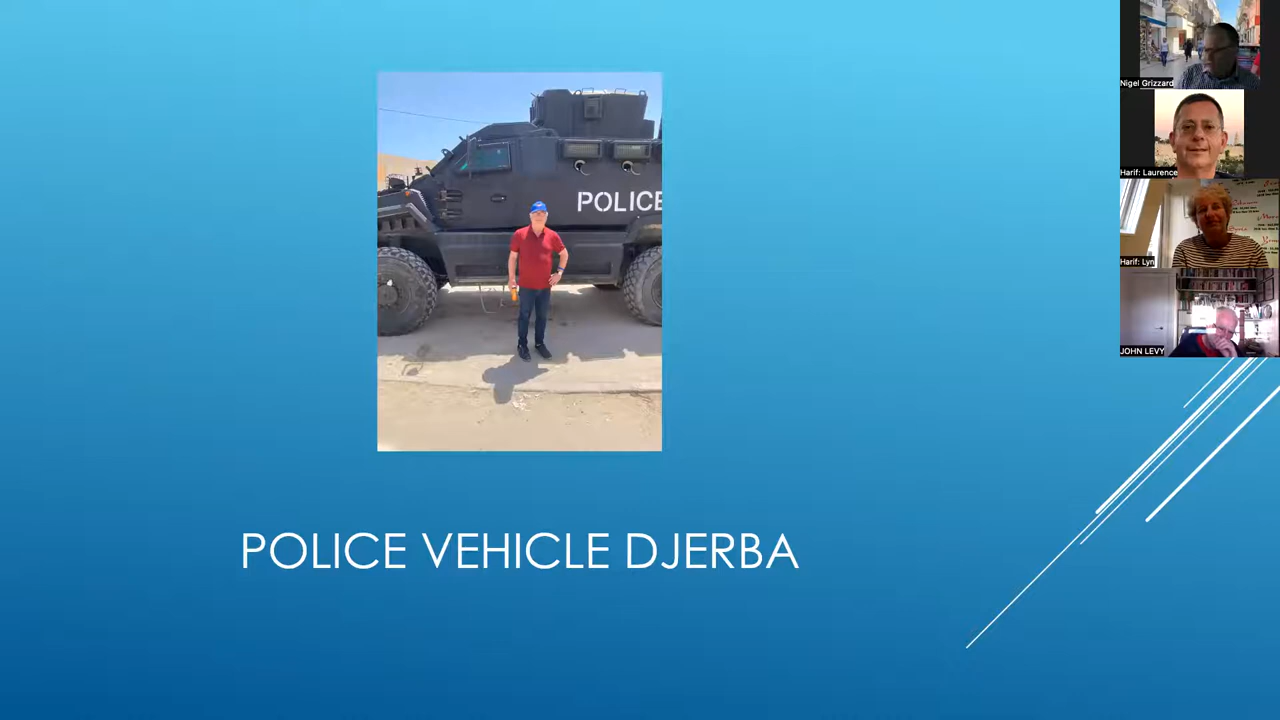 POLICE
POLICE VEHICLE DJERBA
Nigel Grizzard
Harif: Laurence
Harif: Lyn
JOHN LEVY